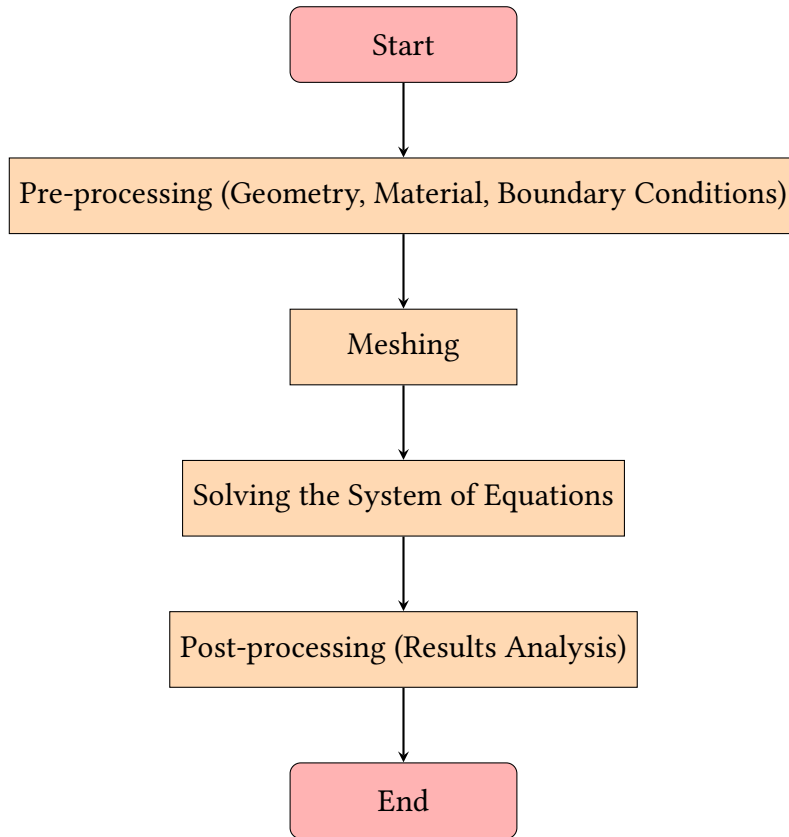 Start
Pre-processing (Geometry, Material, Boundary Conditions)
Meshing
Solving the System of Equations
Post-processing (Results Analysis)
End